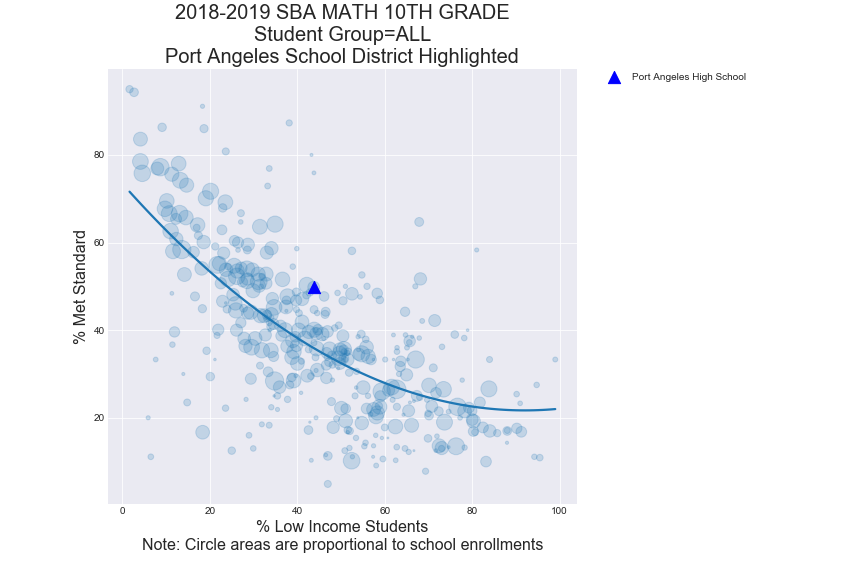 2018-2019 SBA MATH 10TH GRADE
Student Group=ALL
Port Angeles School District Highlighted
Port Angeles High School
% Met Standard
80
60
40
20
0 20 40 60 80 100
% Low Income Students
Note: Circle areas are proportional to school enrollments